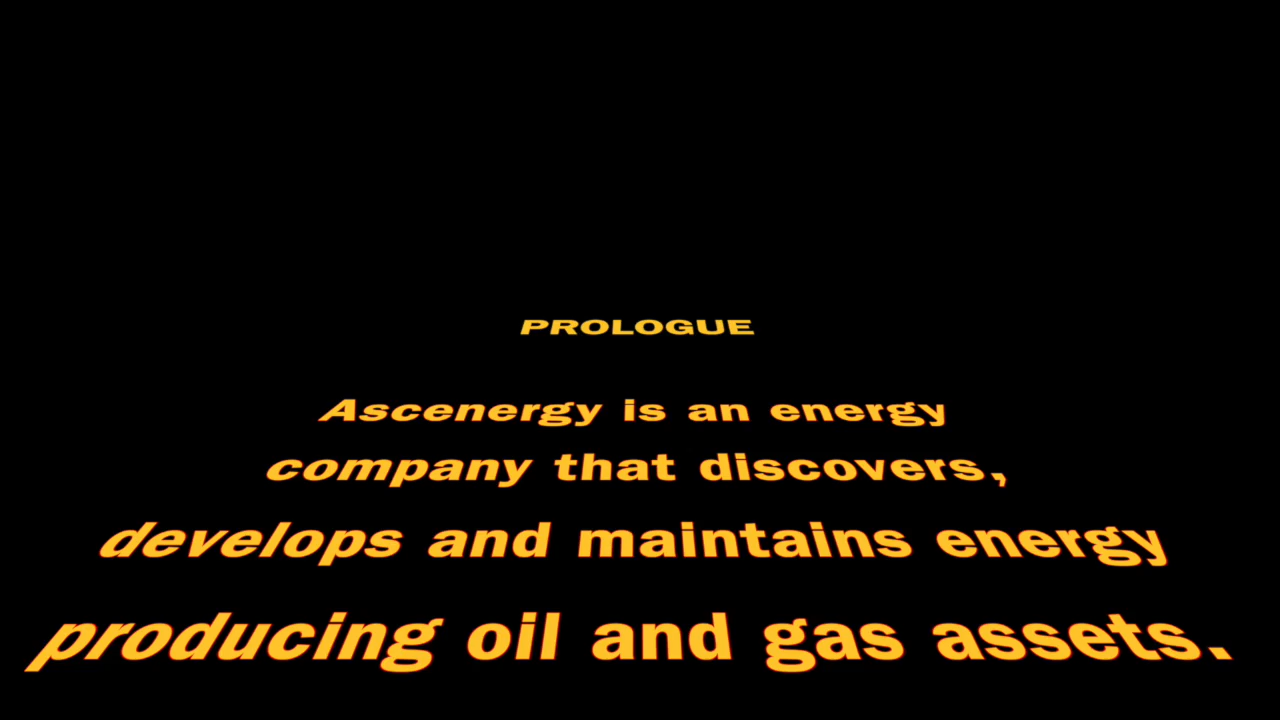 PROLOGUE
Ascenergy is an energy
company that discovers,
develops and maintains energy
producing oil and gas assets.